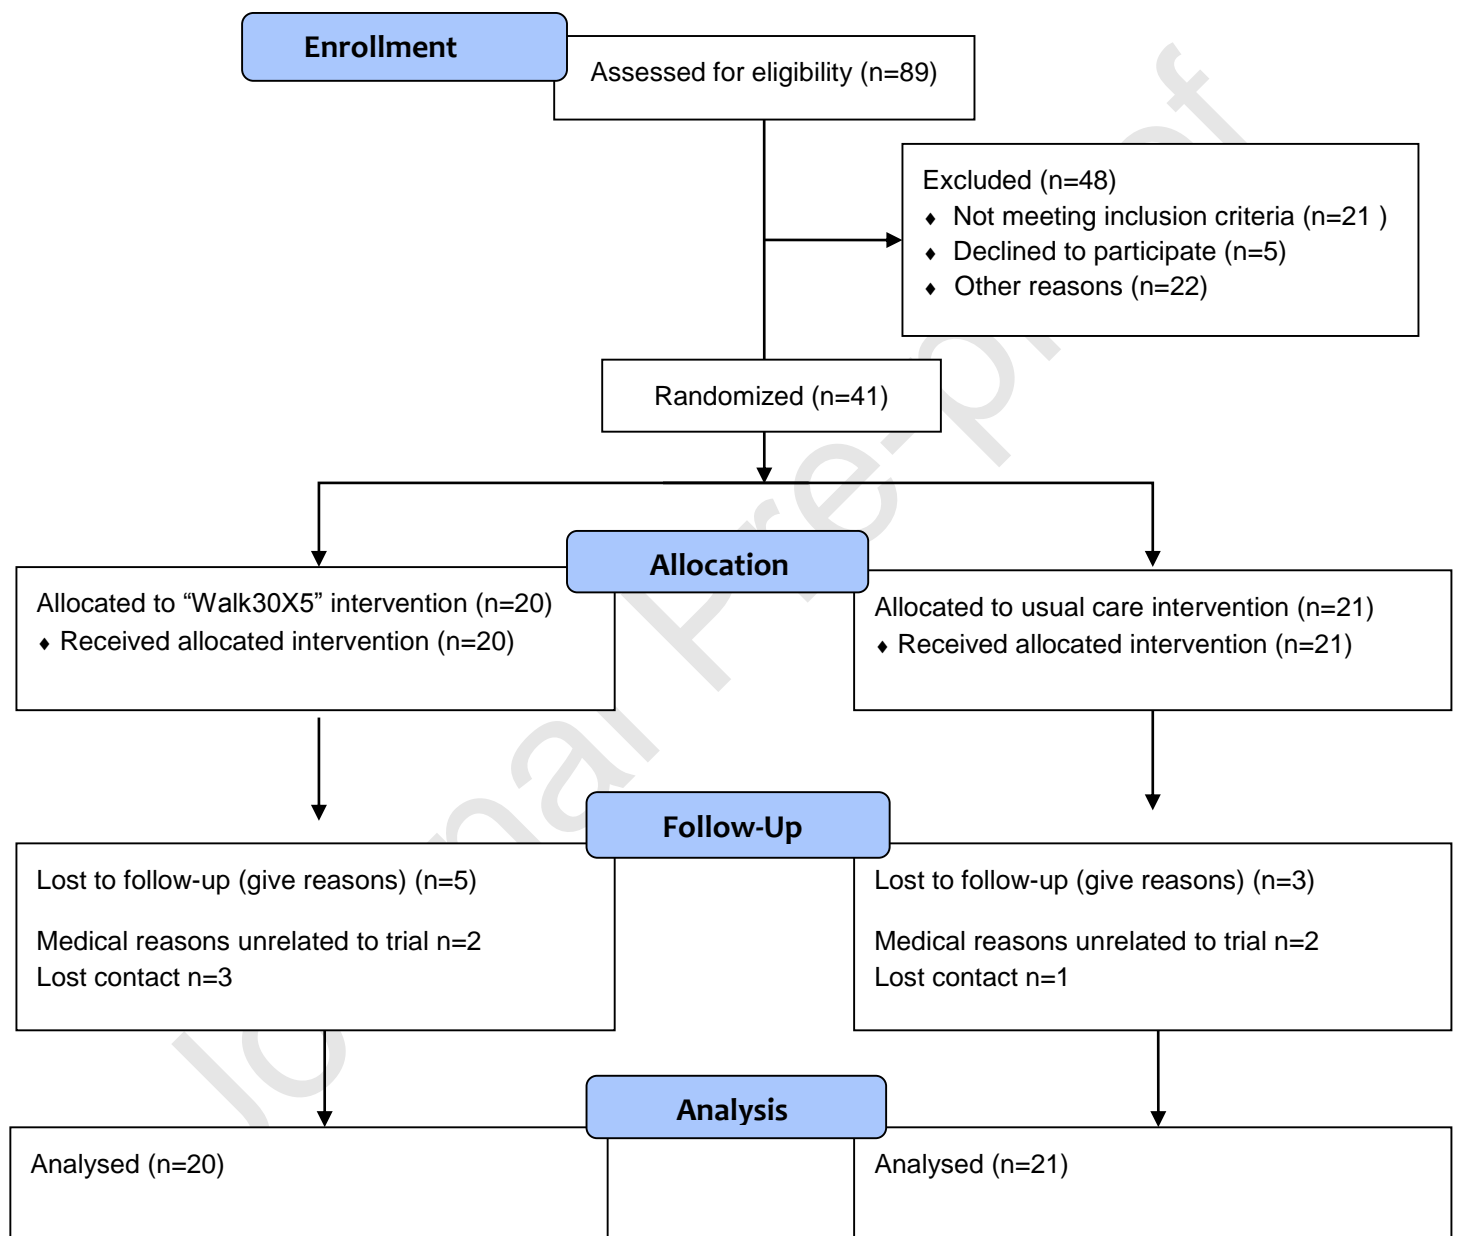 Enrollment
Assessed for eligibility (n=89)
Excluded (n=48)
♦ Not meeting inclusion criteria (n=21 )
♦ Declined to participate (n=5)
♦ Other reasons (n=22)
Randomized (n=41)
Allocation
Allocated to “Walk30X5” intervention (n=20)
♦ Received allocated intervention (n=20)
Allocated to usual care intervention (n=21)
♦ Received allocated intervention (n=21)
Follow-Up
Lost to follow-up (give reasons) (n=5)
Medical reasons unrelated to trial n=2
Lost contact n=3
Lost to follow-up (give reasons) (n=3)
Medical reasons unrelated to trial n=2
Lost contact n=1
Analysis
Analysed (n=20)
Analysed (n=21)
Journal Pre-proof